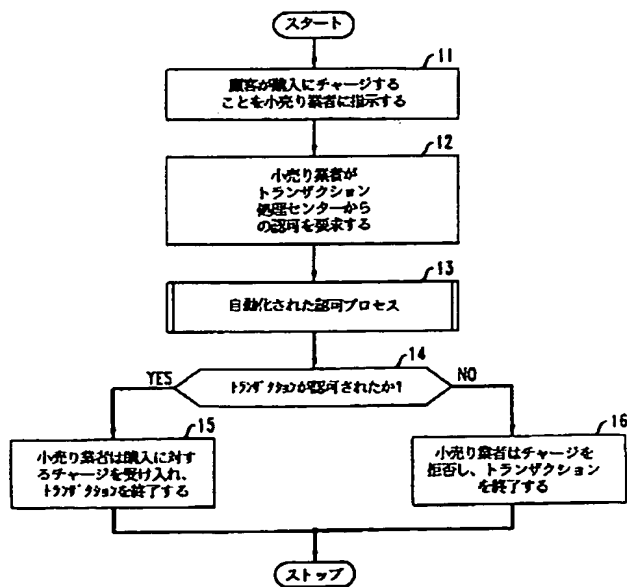 スタート
11
顧客が購入にチャージする
ことを小売り業者に指示する
12
小売り業者が
トランザクション
処理センターから
の認可を要求する
13
自動化された認可プロセス
14
トランザクションが認可されたか?
YES
NO
15
小売り業者は購入に対す
るチャージを受け入れ、
トランザクションを終了する
16
小売り業者はチャージを
拒否し、トランザクション
を終了する
ストップ